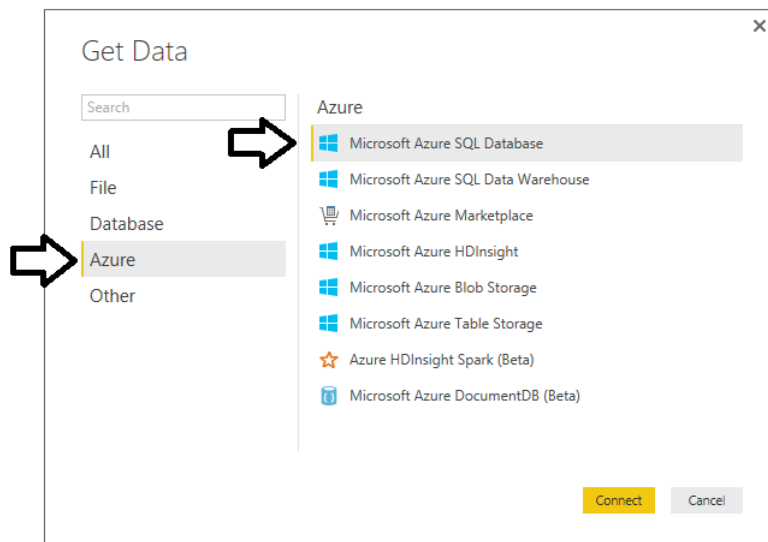 Get Data
Search
All
File
Database
Azure
Other
Azure
Microsoft Azure SQL Database
Microsoft Azure SQL Data Warehouse
Microsoft Azure Marketplace
Microsoft Azure HDInsight
Microsoft Azure Blob Storage
Microsoft Azure Table Storage
Azure HDInsight Spark (Beta)
Microsoft Azure DocumentDB (Beta)
Connect
Cancel